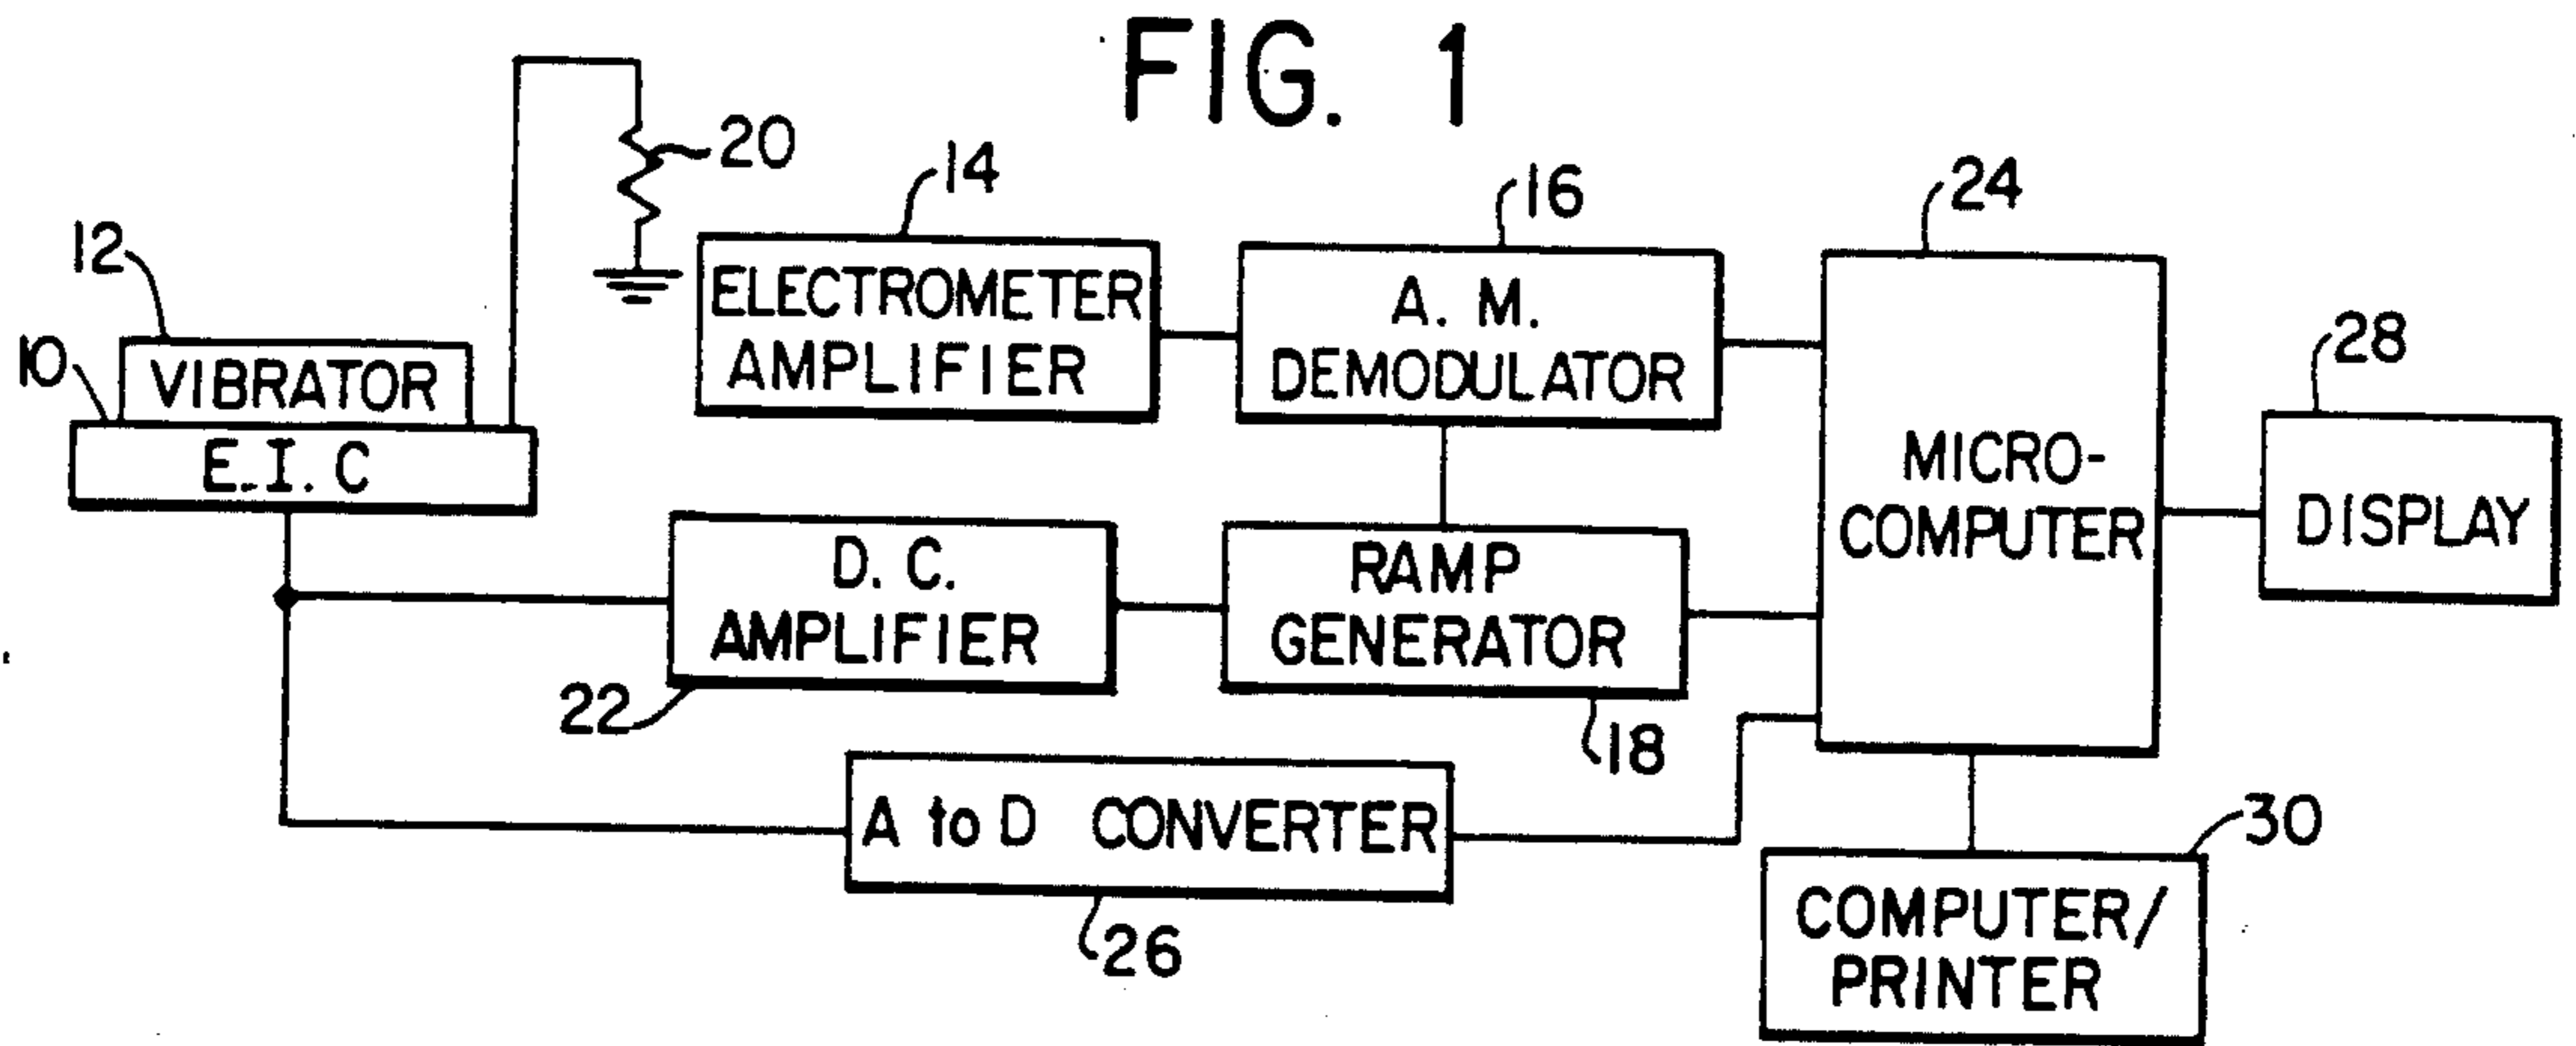 FIG. 1
20
14
16
24
12
ELECTROMETER
AMPLIFIER
A. M.
DEMODULATOR
28
10
VIBRATOR
E. I. C
MICRO-
COMPUTER
DISPLAY
D. C.
AMPLIFIER
RAMP
GENERATOR
22
18
A to D CONVERTER
30
26
COMPUTER/
PRINTER